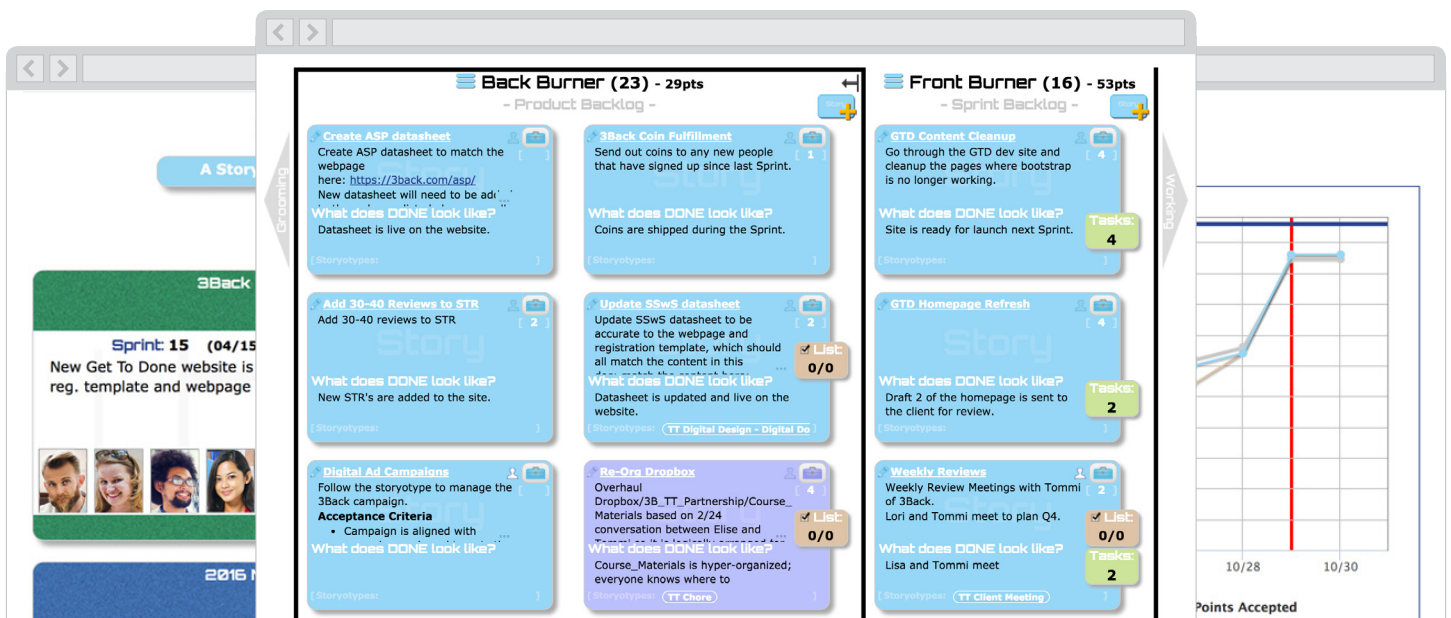 Back Burner (23) - 29pts
- Product Backlog -
Story
Front Burner (16) - 53pts
- Sprint Backlog -
Story
Grooming
Working
Create ASP datasheet
[ ]
Create ASP datasheet to match the
webpage
here: https://3back.com/asp/
New datasheet will need to be
...
What does DONE look like?
Datasheet is live on the website.
[Storyotypes: ]
3Back Coin Fulfillment
[ 1 ]
Send out coins to any new people
that have signed up since last Sprint.
Story
What does DONE look like?
Coins are shipped during the Sprint.
[Storyotypes: ]
GTD Content Cleanup
[ 4 ]
Go through the GTD dev site and
cleanup the pages where bootstrap
is no longer working.
What does DONE look like?
Site is ready for launch next Sprint.
Tasks:
4
[Storyotypes: ]
Add 30-40 Reviews to STR
[ 2 ]
Add 30-40 reviews to STR
Story
What does DONE look like?
New STR's are added to the site.
[Storyotypes: ]
Update SSwS datasheet
[ 2 ]
Update SSwS datasheet to be
accurate to the webpage and
registration template, which should
all match the content in this
...
List:
0/0
What does DONE look like?
Datasheet is updated and live on the
website.
[Storyotypes: TT Digital Design - Digital Do ]
GTD Homepage Refresh
[ 4 ]
Story
What does DONE look like?
Draft 2 of the homepage is sent to
the client for review.
Tasks:
2
[Storyotypes: ]
Digital Ad Campaigns
[ ]
Follow the storyotype to manage the
3Back campaign.
Acceptance Criteria
• Campaign is aligned with
...
What does DONE look like?
[Storyotypes: ]
Re-Org Dropbox
[ 4 ]
Overhaul
Dropbox/3B_TT_Partnership/Course_
Materials based on 2/24
conversation between Elise and
...
List:
0/0
What does DONE look like?
Course_Materials is hyper-organized;
everyone knows where to
[Storyotypes: TT Chore ]
Weekly Reviews
[ 2 ]
Weekly Review Meetings with Tommi
of 3Back.
Lori and Tommi meet to plan Q4.
List:
0/0
What does DONE look like?
Lisa and Tommi meet
Tasks:
2
[Storyotypes: TT Client Meeting ]
A Story
3Back
Sprint: 15 (04/15
New Get To Done website is
reg. template and webpage
2016
10/28
10/30
Points Accepted